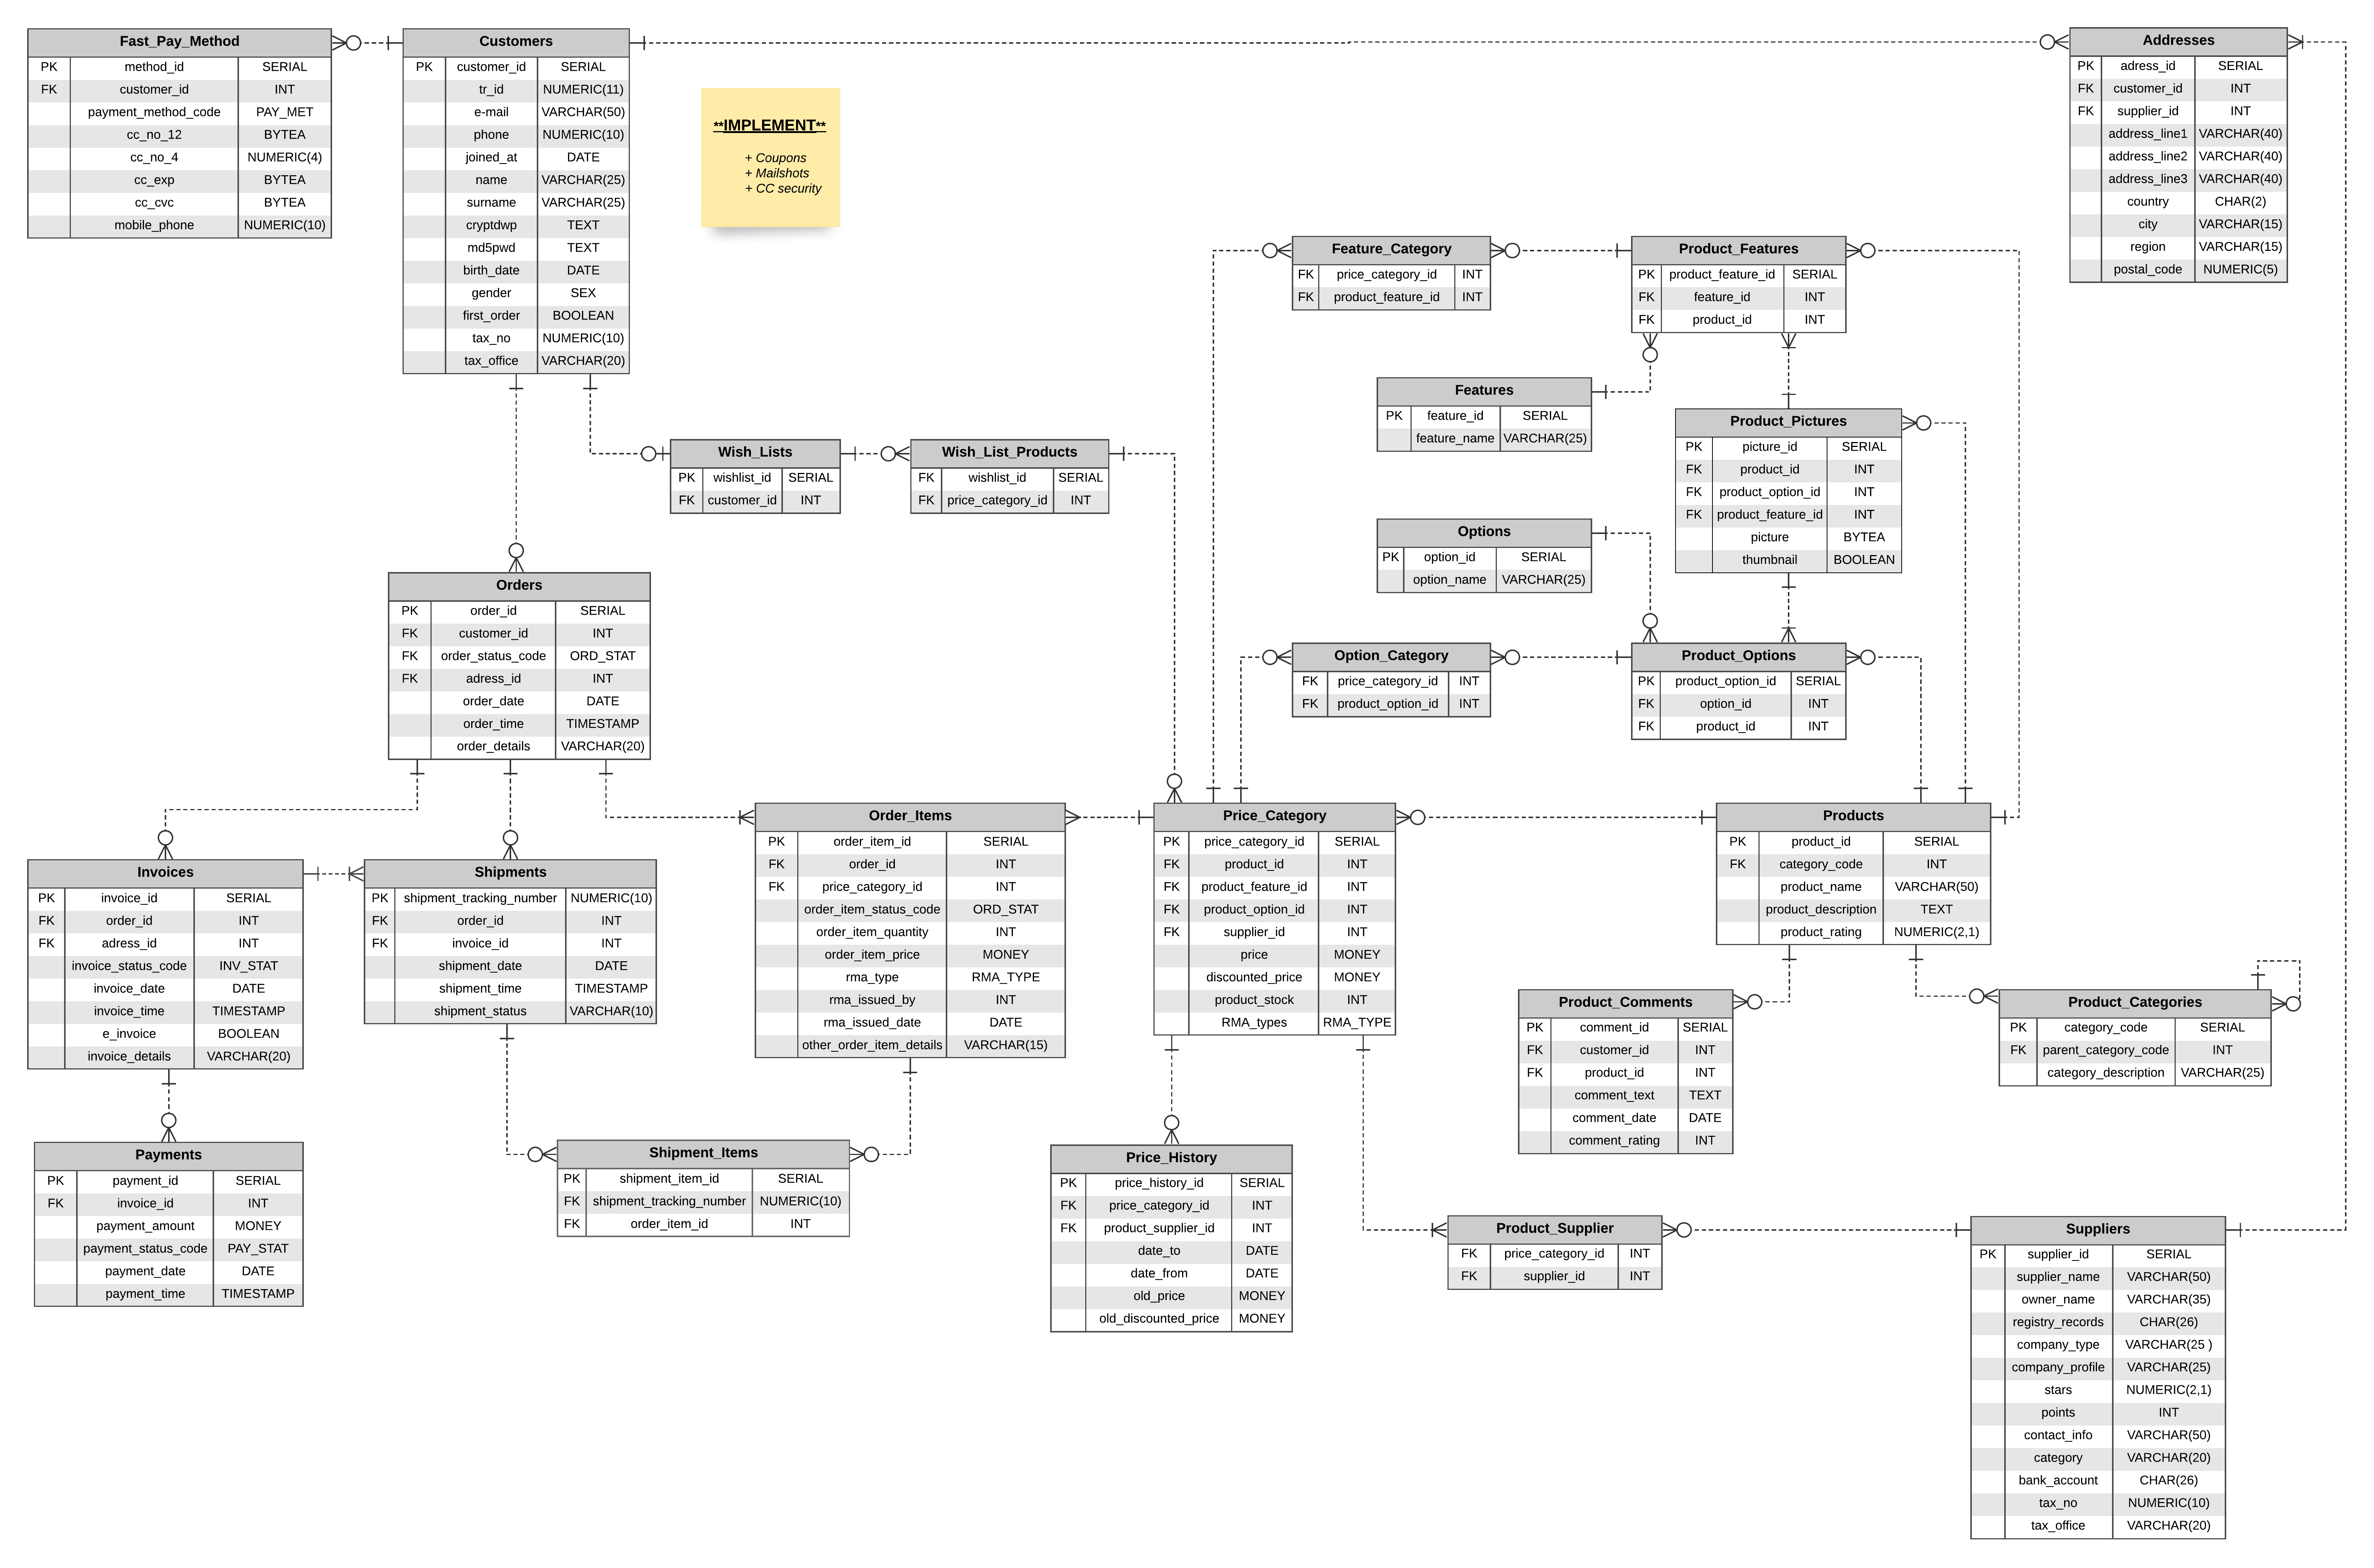 Fast_Pay_Method
PK method_id SERIAL
FK customer_id INT
payment_method_code PAY_MET
cc_no_12 BYTEA
cc_no_4 NUMERIC(4)
cc_exp BYTEA
cc_cvc BYTEA
mobile_phone NUMERIC(10)
Customers
PK customer_id SERIAL
tr_id NUMERIC(11)
e-mail VARCHAR(50)
phone NUMERIC(10)
joined_at DATE
name VARCHAR(25)
surname VARCHAR(25)
cryptdwp TEXT
md5pwd TEXT
birth_date DATE
gender SEX
first_order BOOLEAN
tax_no NUMERIC(10)
tax_office VARCHAR(20)
**IMPLEMENT**
+ Coupons
+ Mailshots
+ CC security
Addresses
PK adress_id SERIAL
FK customer_id INT
FK supplier_id INT
address_line1 VARCHAR(40)
address_line2 VARCHAR(40)
address_line3 VARCHAR(40)
country CHAR(2)
city VARCHAR(15)
region VARCHAR(15)
postal_code NUMERIC(5)
Feature_Category
FK price_category_id INT
FK product_feature_id INT
Product_Features
PK product_feature_id SERIAL
FK feature_id INT
FK product_id INT
Features
PK feature_id SERIAL
feature_name VARCHAR(25)
Product_Pictures
PK picture_id SERIAL
FK product_id INT
FK product_option_id INT
FK product_feature_id INT
picture BYTEA
thumbnail BOOLEAN
Wish_Lists
PK wishlist_id SERIAL
FK customer_id INT
Wish_List_Products
FK wishlist_id SERIAL
FK price_category_id INT
Options
PK option_id SERIAL
option_name VARCHAR(25)
Orders
PK order_id SERIAL
FK customer_id INT
FK order_status_code ORD_STAT
FK adress_id INT
order_date DATE
order_time TIMESTAMP
order_details VARCHAR(20)
Option_Category
FK price_category_id INT
FK product_option_id INT
Product_Options
PK product_option_id SERIAL
FK option_id INT
FK product_id INT
Invoices
PK invoice_id SERIAL
FK order_id INT
FK adress_id INT
invoice_status_code INV_STAT
invoice_date DATE
invoice_time TIMESTAMP
e_invoice BOOLEAN
invoice_details VARCHAR(20)
Shipments
PK shipment_tracking_number NUMERIC(10)
FK order_id INT
FK invoice_id INT
shipment_date DATE
shipment_time TIMESTAMP
shipment_status VARCHAR(10)
Order_Items
PK order_item_id SERIAL
FK order_id INT
FK price_category_id INT
order_item_status_code ORD_STAT
order_item_quantity INT
order_item_price MONEY
rma_type RMA_TYPE
rma_issued_by INT
rma_issued_date DATE
other_order_item_details VARCHAR(15)
Price_Category
PK price_category_id SERIAL
FK product_id INT
FK product_feature_id INT
FK product_option_id INT
FK supplier_id INT
price MONEY
discounted_price MONEY
product_stock INT
RMA_types RMA_TYPE
Products
PK product_id SERIAL
FK category_code INT
product_name VARCHAR(50)
product_description TEXT
product_rating NUMERIC(2,1)
Product_Comments
PK comment_id SERIAL
FK customer_id INT
FK product_id INT
comment_text TEXT
comment_date DATE
comment_rating INT
Product_Categories
PK category_code SERIAL
FK parent_category_code INT
category_description VARCHAR(25)
Payments
PK payment_id SERIAL
FK invoice_id INT
payment_amount MONEY
payment_status_code PAY_STAT
payment_date DATE
payment_time TIMESTAMP
Shipment_Items
PK shipment_item_id SERIAL
FK shipment_tracking_number NUMERIC(10)
FK order_item_id INT
Price_History
PK price_history_id SERIAL
FK price_category_id INT
FK product_supplier_id INT
date_to DATE
date_from DATE
old_price MONEY
old_discounted_price MONEY
Product_Supplier
FK price_category_id INT
FK supplier_id INT
Suppliers
PK supplier_id SERIAL
supplier_name VARCHAR(50)
owner_name VARCHAR(35)
registry_records CHAR(26)
company_type VARCHAR(25 )
company_profile VARCHAR(25)
stars NUMERIC(2,1)
points INT
contact_info VARCHAR(50)
category VARCHAR(20)
bank_account CHAR(26)
tax_no NUMERIC(10)
tax_office VARCHAR(20)